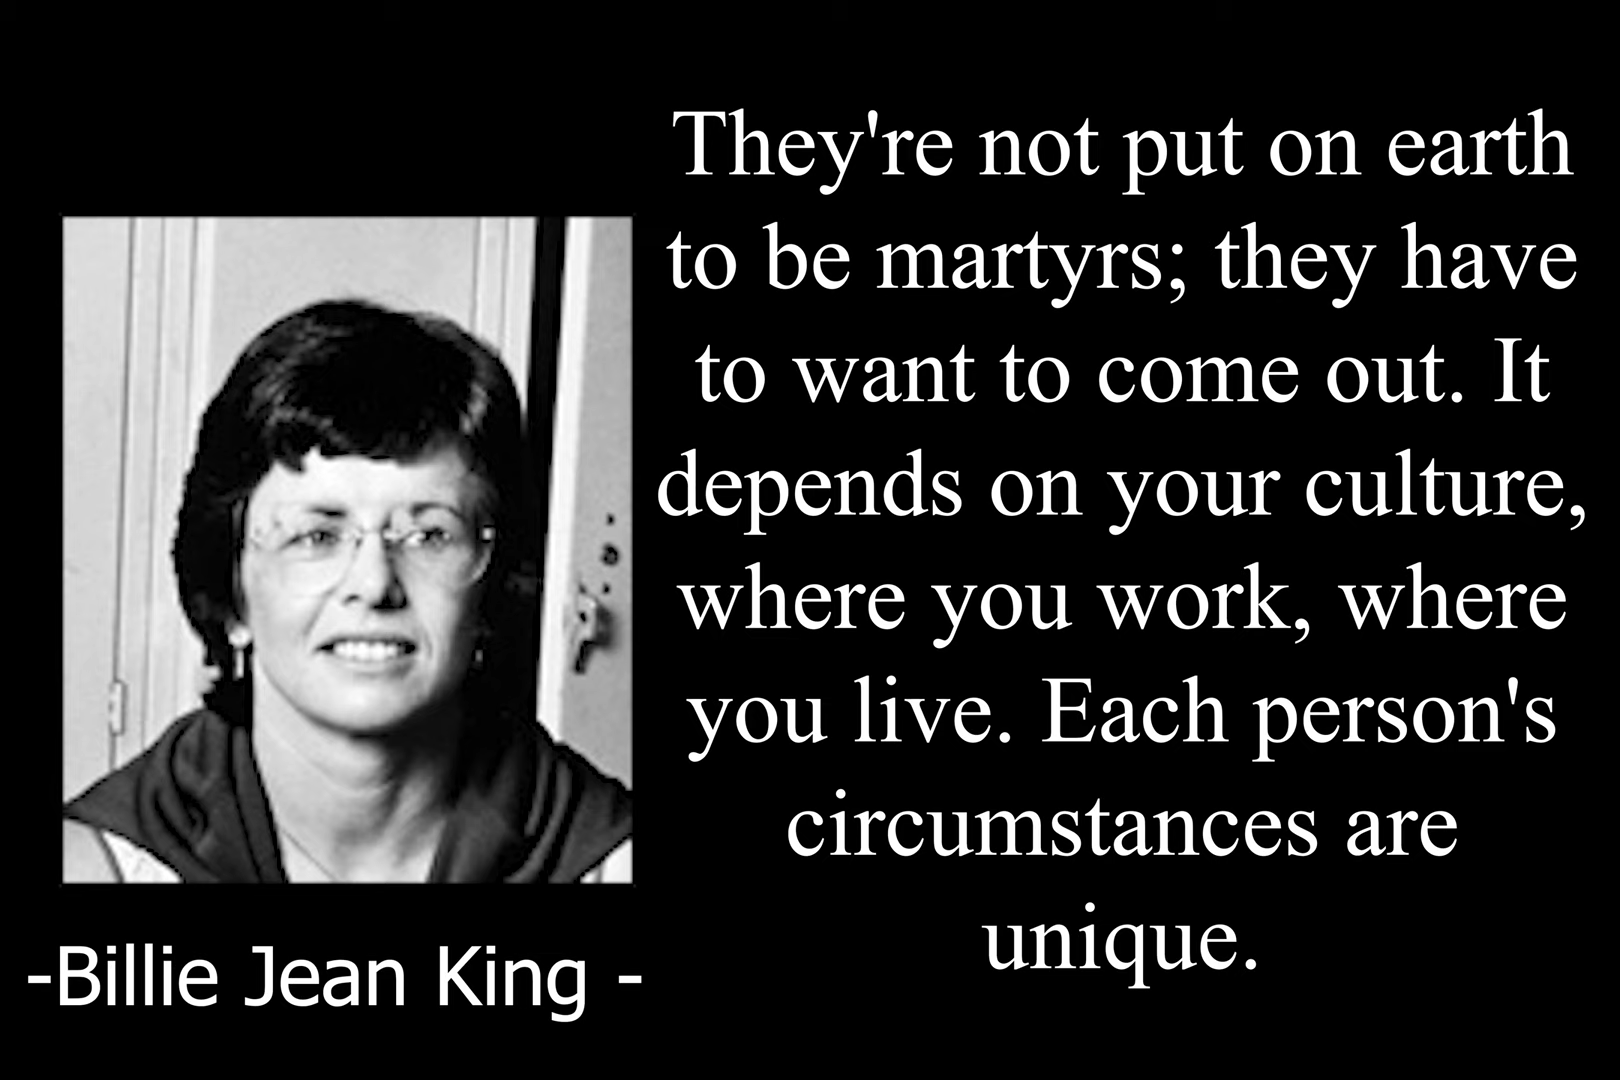 They're not put on earth
to be martyrs; they have
to want to come out. It
depends on your culture,
where you work, where
you live. Each person's
circumstances are
unique.
-Billie Jean King -